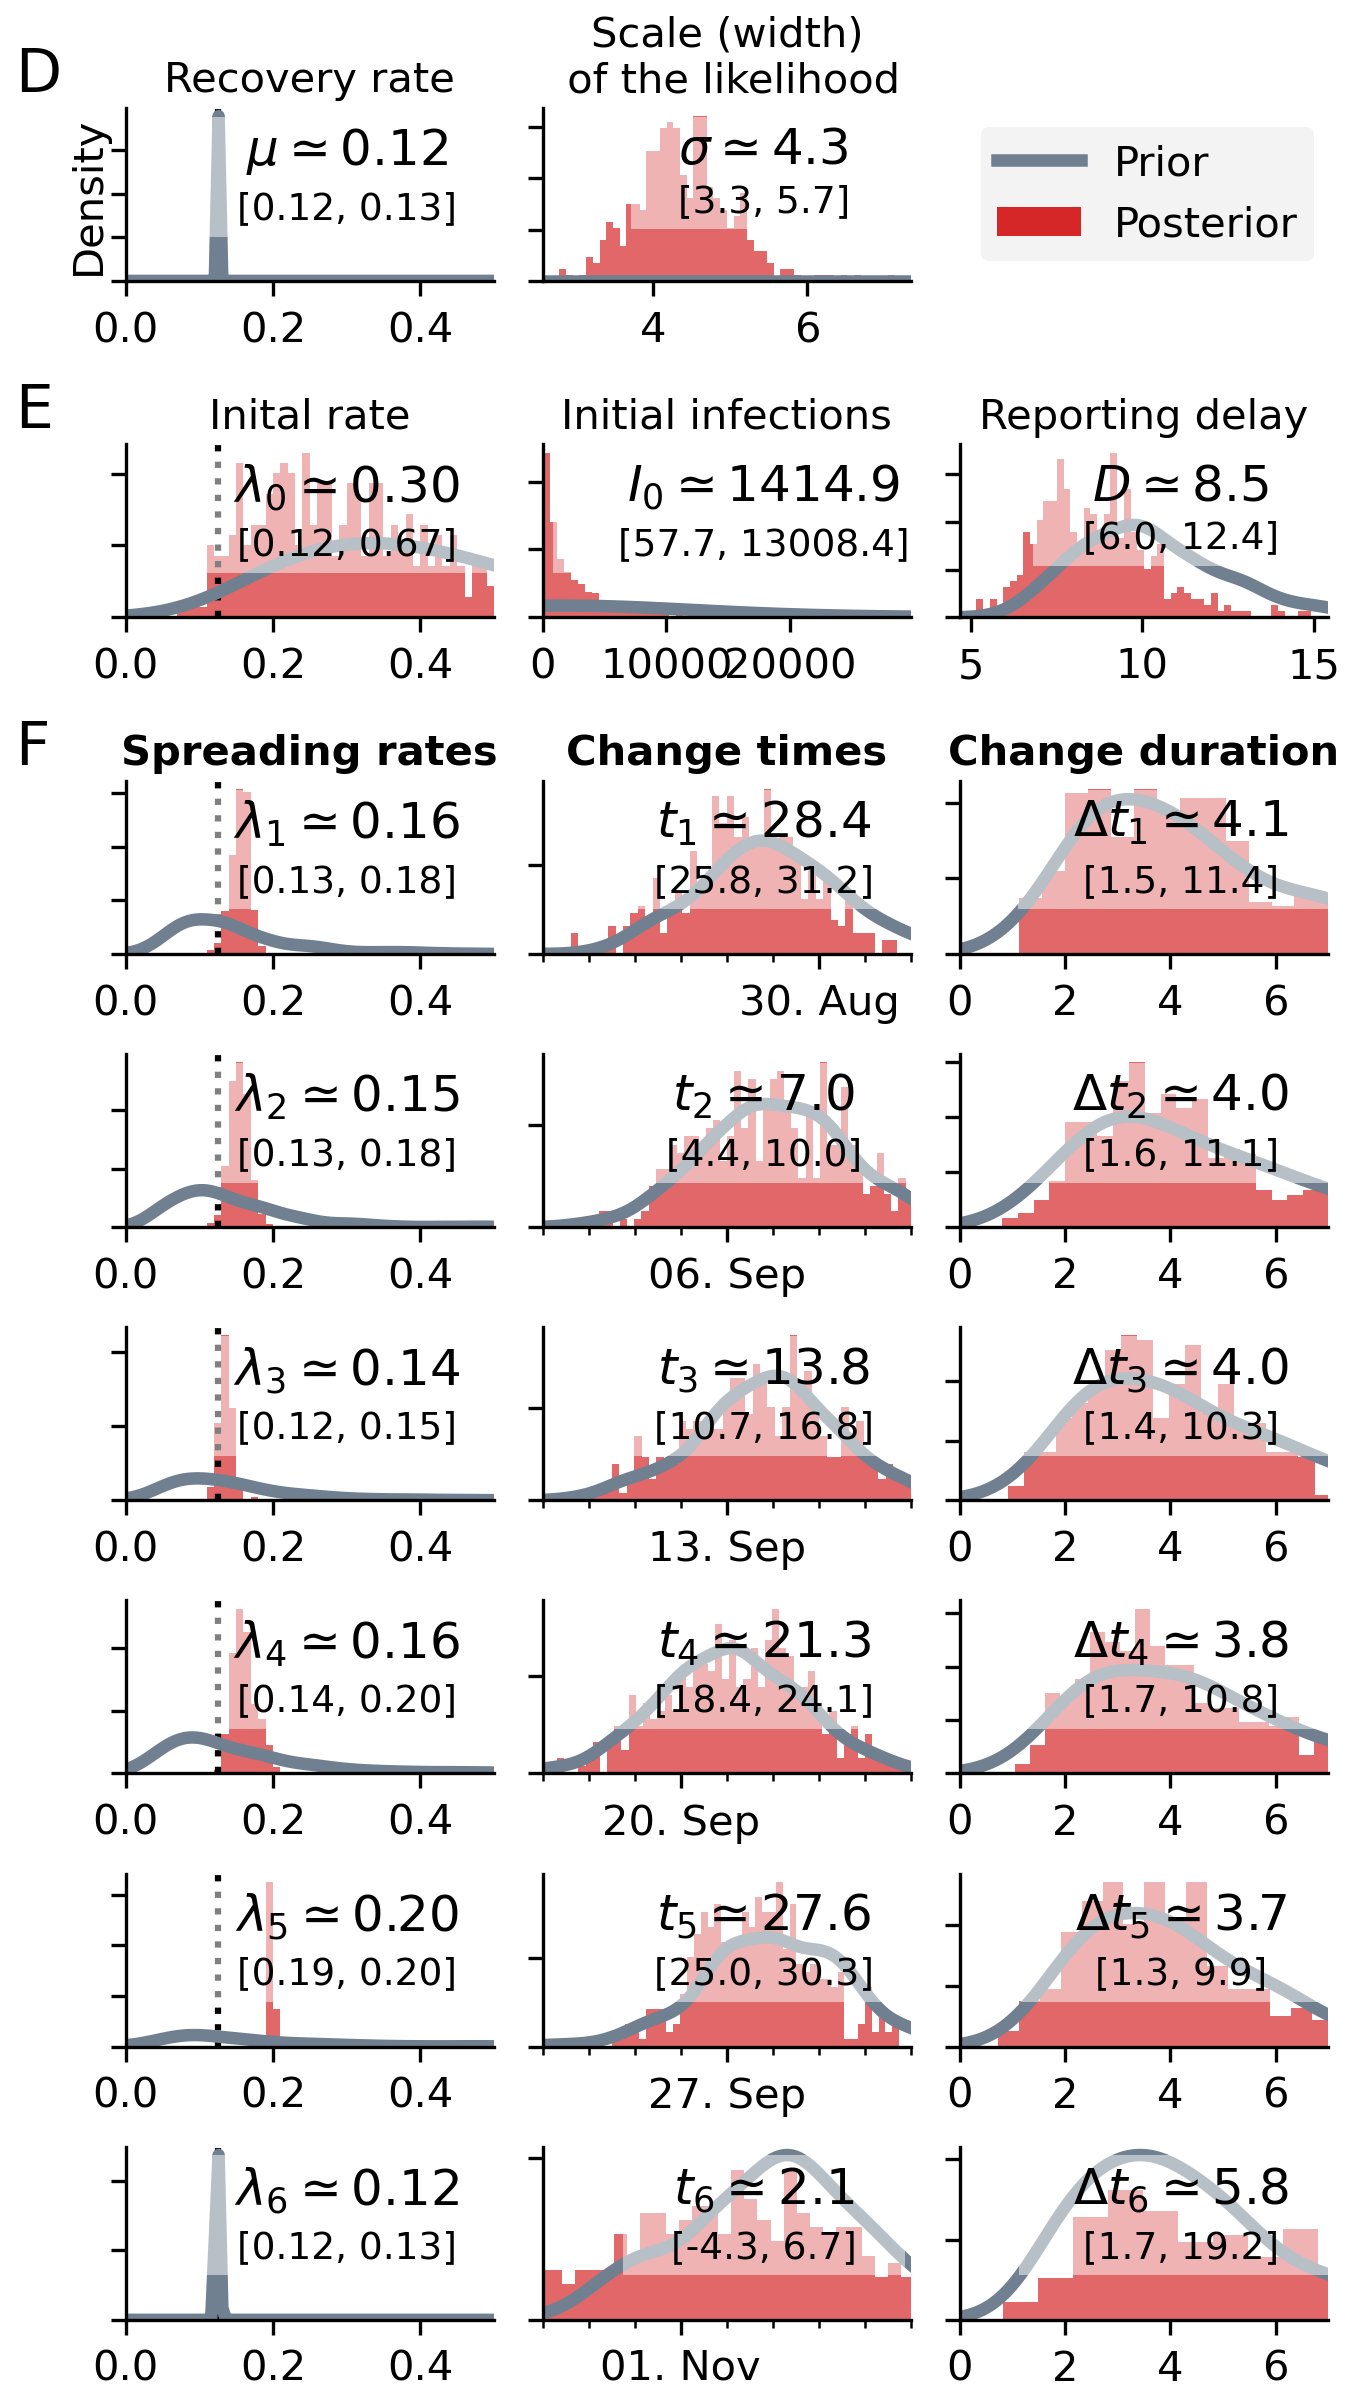 D
Recovery rate
Scale (width)
of the likelihood
Density
μ ≃ 0.12
[0.12, 0.13]
σ ≃ 4.3
[3.3, 5.7]
Prior
Posterior
0.0 0.2 0.4
4 6
E
Inital rate
Initial infections
Reporting delay
λ0 ≃ 0.30
[0.12, 0.67]
I0 ≃ 1414.9
[57.7, 13008.4]
D ≃ 8.5
[6.0, 12.4]
0.0 0.2 0.4
0 10000 20000
5 10 15
F
Spreading rates
Change times
Change duration
λ1 ≃ 0.16
[0.13, 0.18]
t1 ≃ 28.4
[25.8, 31.2]
Δt1 ≃ 4.1
[1.5, 11.4]
0.0 0.2 0.4
30. Aug
0 2 4 6
λ2 ≃ 0.15
[0.13, 0.18]
t2 ≃ 7.0
[4.4, 10.0]
Δt2 ≃ 4.0
[1.6, 11.1]
0.0 0.2 0.4
06. Sep
0 2 4 6
λ3 ≃ 0.14
[0.12, 0.15]
t3 ≃ 13.8
[10.7, 16.8]
Δt3 ≃ 4.0
[1.4, 10.3]
0.0 0.2 0.4
13. Sep
0 2 4 6
λ4 ≃ 0.16
[0.14, 0.20]
t4 ≃ 21.3
[18.4, 24.1]
Δt4 ≃ 3.8
[1.7, 10.8]
0.0 0.2 0.4
20. Sep
0 2 4 6
λ5 ≃ 0.20
[0.19, 0.20]
t5 ≃ 27.6
[25.0, 30.3]
Δt5 ≃ 3.7
[1.3, 9.9]
0.0 0.2 0.4
27. Sep
0 2 4 6
λ6 ≃ 0.12
[0.12, 0.13]
t6 ≃ 2.1
[-4.3, 6.7]
Δt6 ≃ 5.8
[1.7, 19.2]
0.0 0.2 0.4
01. Nov
0 2 4 6